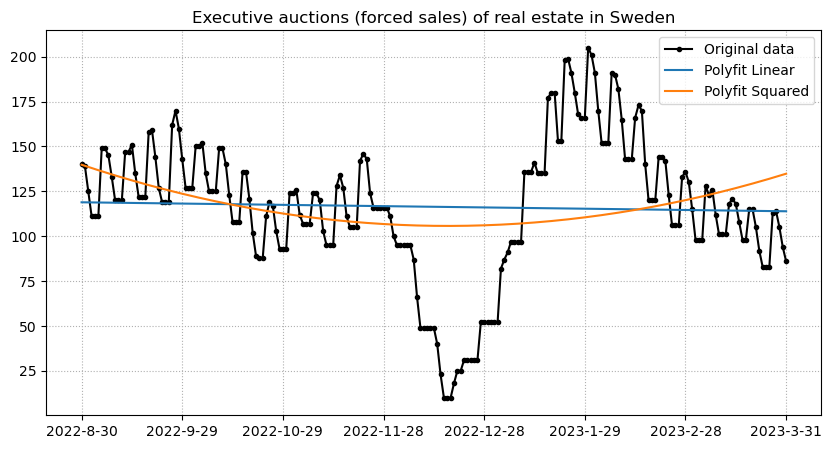 Executive auctions (forced sales) of real estate in Sweden
Original data
Polyfit Linear
Polyfit Squared
200
175
150
125
100
75
50
25
2022-8-30 2022-9-29 2022-10-29 2022-11-28 2022-12-28 2023-1-29 2023-2-28 2023-3-31